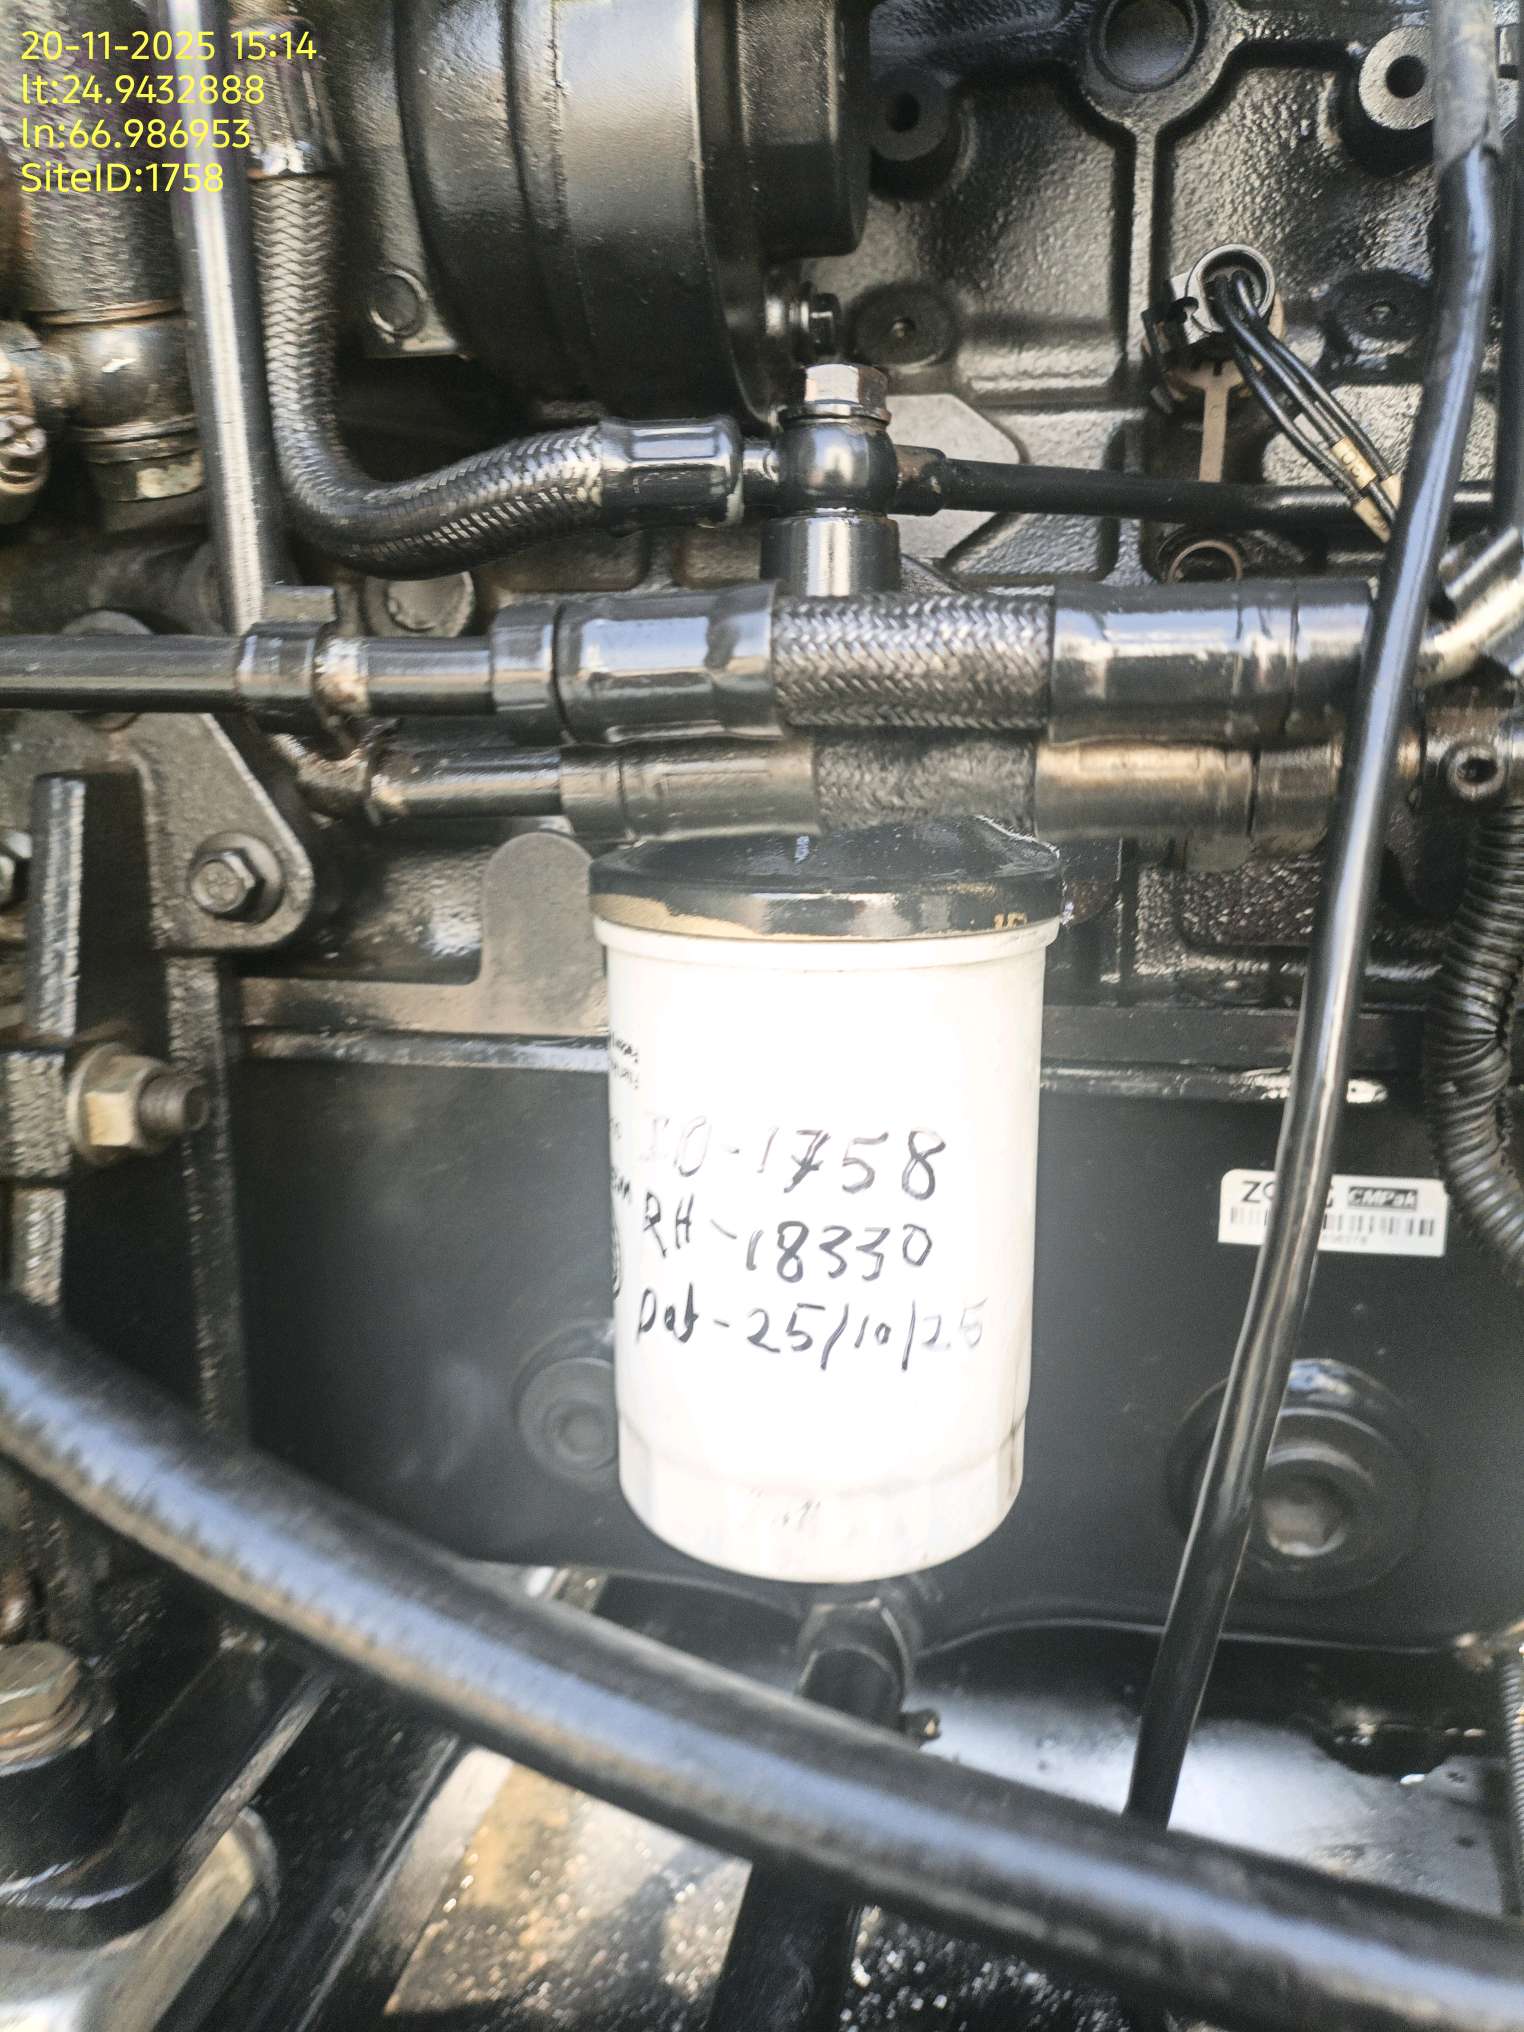 20-11-2025 15:14
lt:24.9432888
ln:66.986953
SiteID:1758
ID-1758
RH-18330
Dat-25/10/25
CMPak